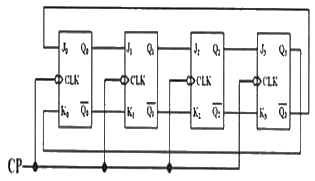 J₀ Q₀ J₁ Q₁ J₂ Q₂ J₃ Q₃
CLK CLK CLK CLK
K₀ Q̅₀ K₁ Q̅₁ K₂ Q̅₂ K₃ Q̅₃
CP